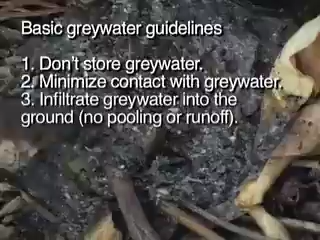 Basic greywater guidelines
1. Don't store greywater.
2. Minimize contact with greywater.
3. Infiltrate greywater into the
ground (no pooling or runoff).